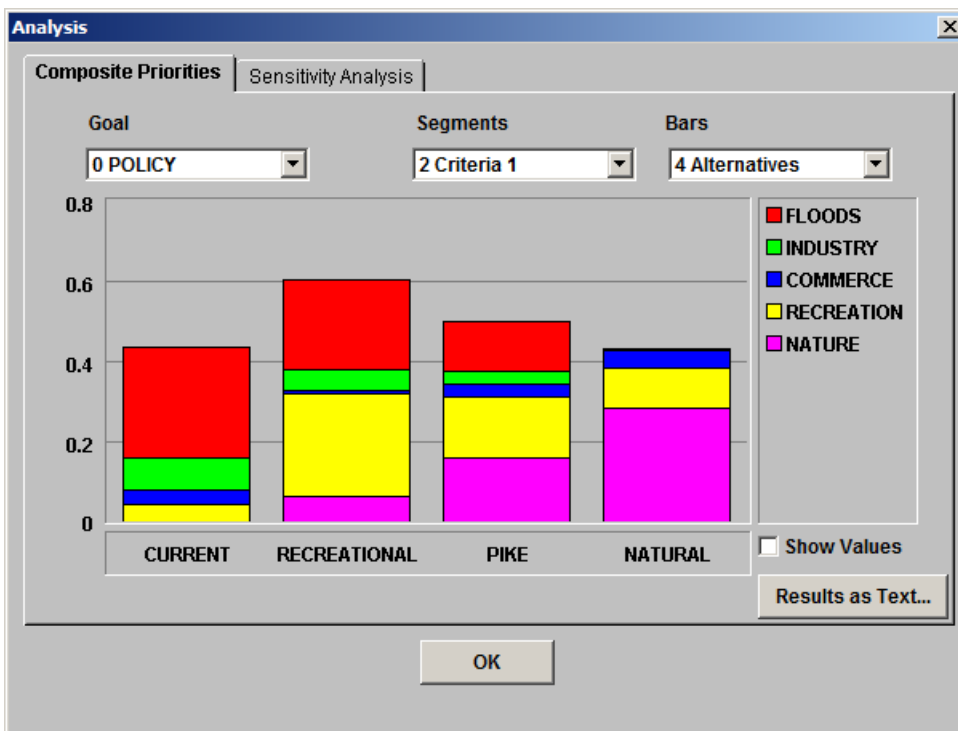 Analysis
Composite Priorities
Sensitivity Analysis
Goal
Segments
Bars
0 POLICY
2 Criteria 1
4 Alternatives
0.8
0.6
0.4
0.2
0
FLOODS
INDUSTRY
COMMERCE
RECREATION
NATURE
CURRENT
RECREATIONAL
PIKE
NATURAL
Show Values
Results as Text...
OK